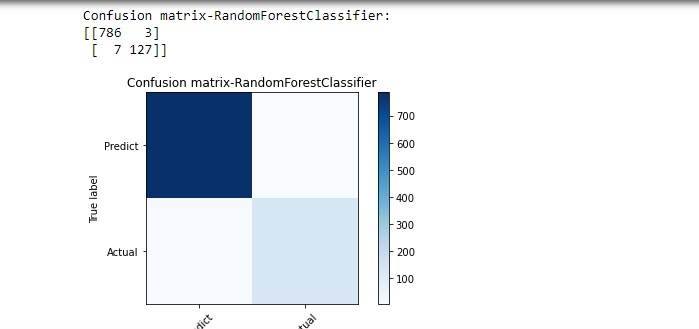 Confusion matrix-RandomForestClassifier:
[[786   3]
 [  7 127]]
Confusion matrix-RandomForestClassifier
700
Predict
600
500
True label
400
300
Actual
200
100